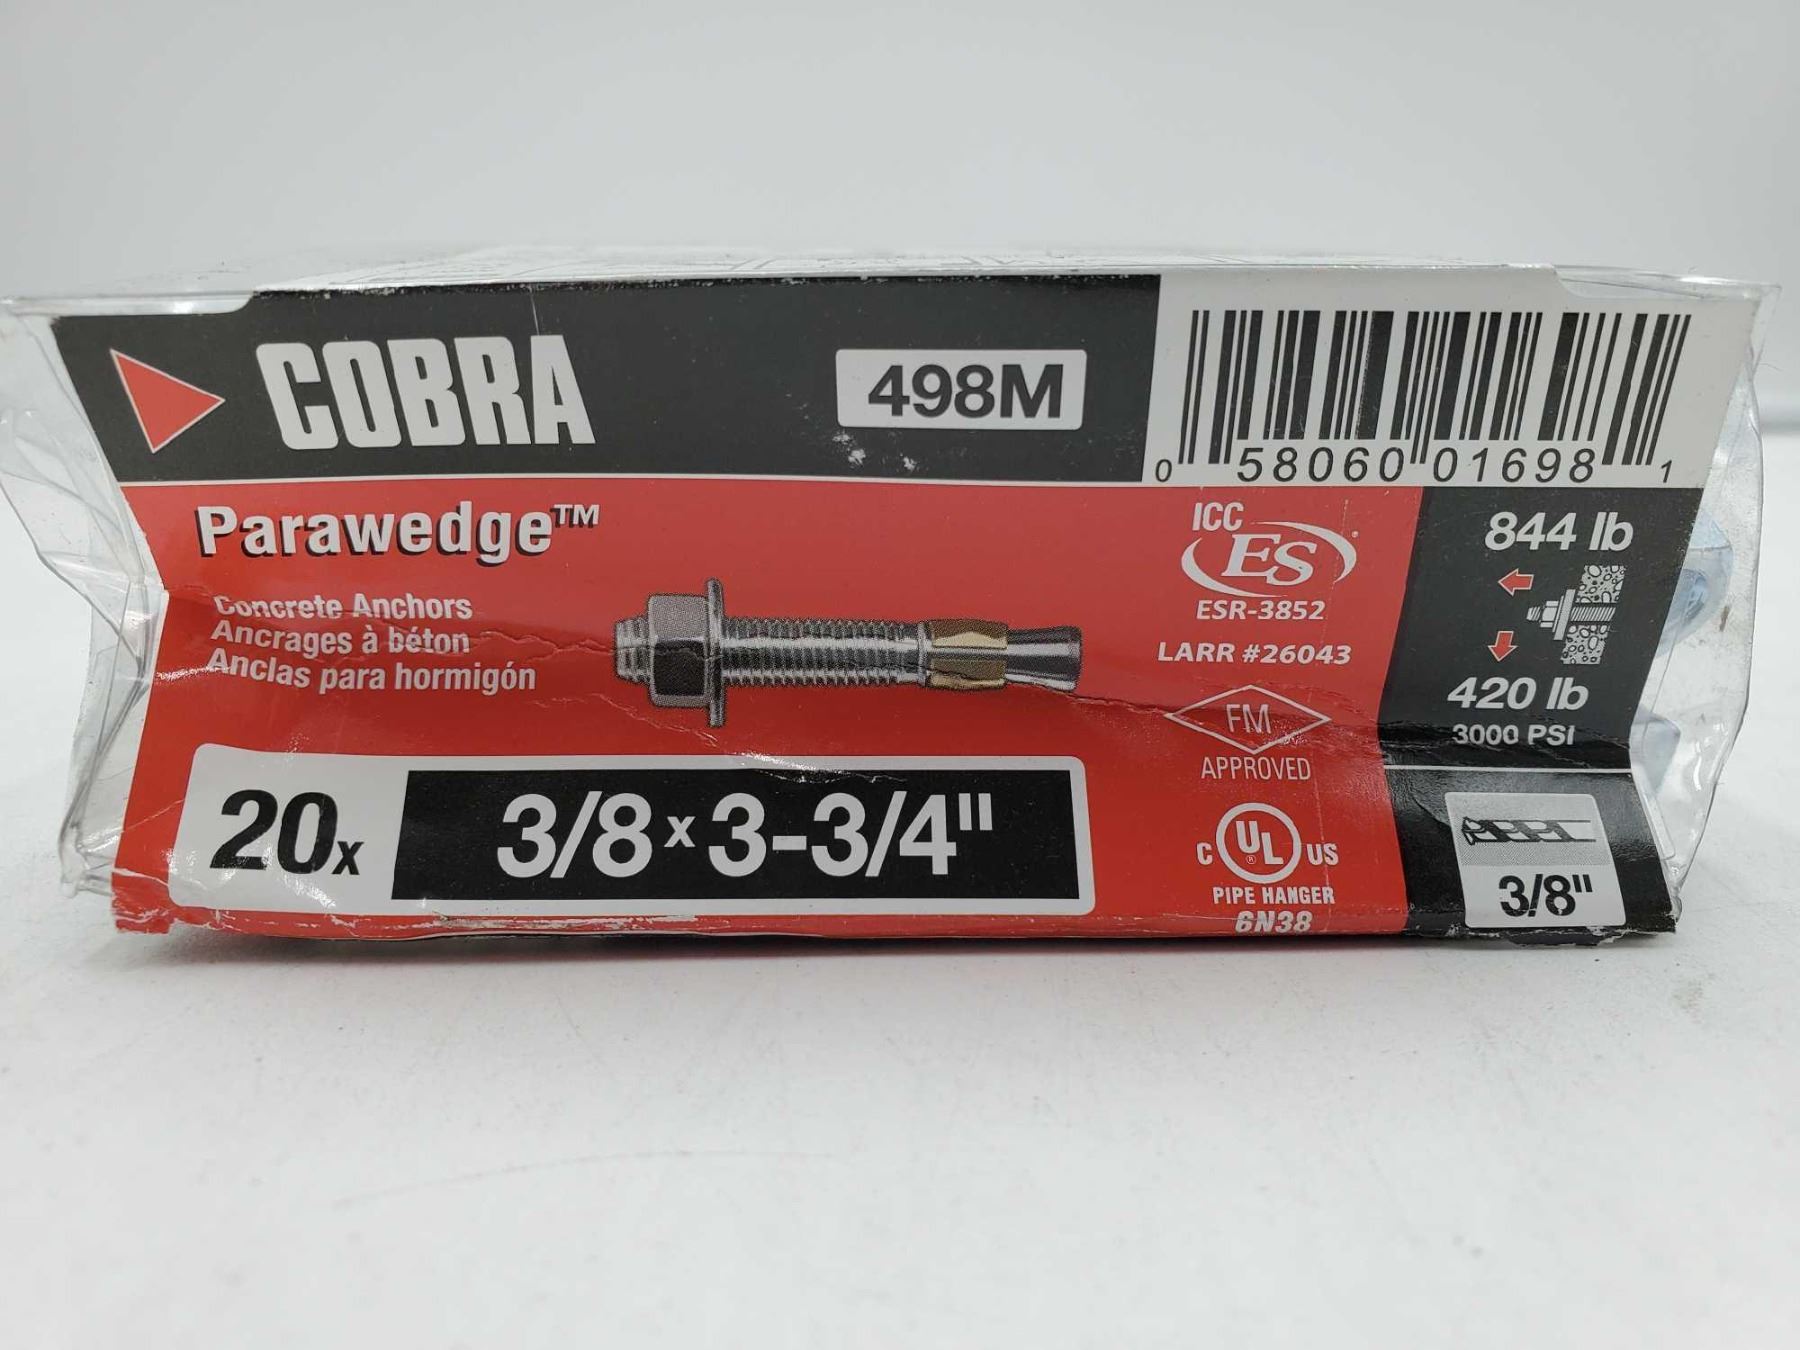 COBRA
498M
0 58060 01698 1
Parawedge™
Concrete Anchors
Ancrages à béton
Anclas para hormigón
20x
3/8 x 3-3/4"
ICC
ES
ESR-3852
LARR #26043
FM
APPROVED
C UL® US
PIPE HANGER
6N38
844 lb
420 lb
3000 PSI
3/8"